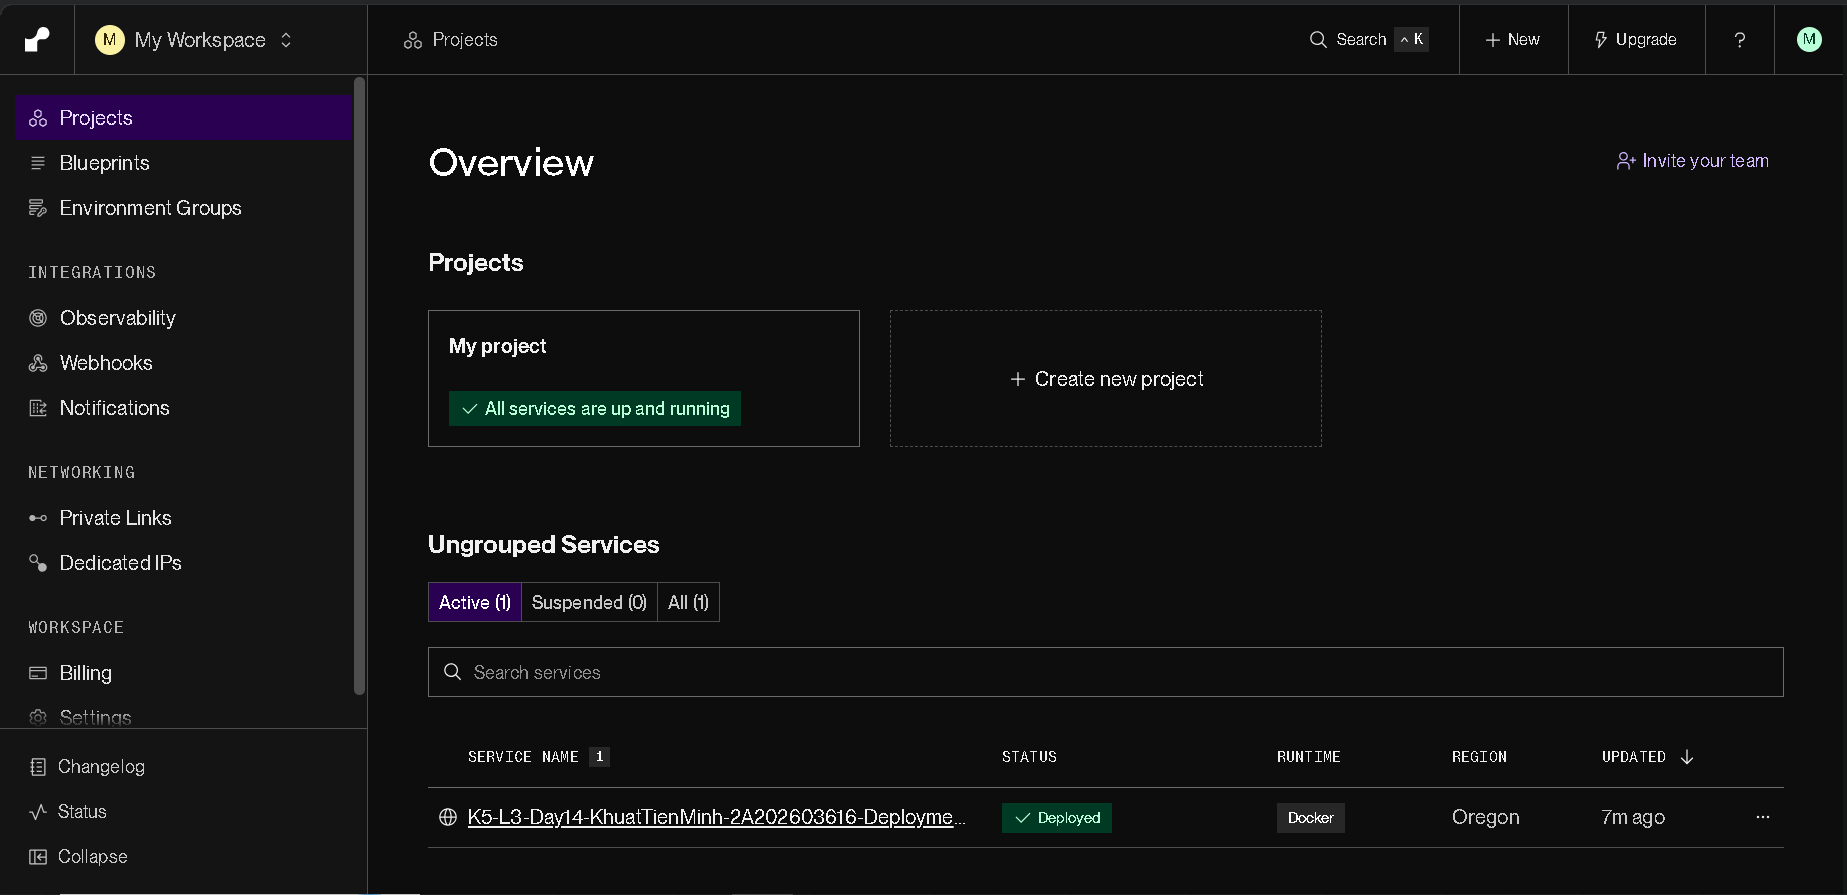 M My Workspace
Projects
Search ^ K
+ New
Upgrade
?
M
Projects
Blueprints
Environment Groups
INTEGRATIONS
Observability
Webhooks
Notifications
NETWORKING
Private Links
Dedicated IPs
WORKSPACE
Billing
Settings
Changelog
Status
Collapse
Overview
Invite your team
Projects
My project
All services are up and running
+ Create new project
Ungrouped Services
Active (1) Suspended (0) All (1)
Search services
SERVICE NAME 1 STATUS RUNTIME REGION UPDATED ↓
K5-L3-Day14-KhuatTienMinh-2A202603616-Deployme... Deployed Docker Oregon 7m ago ...